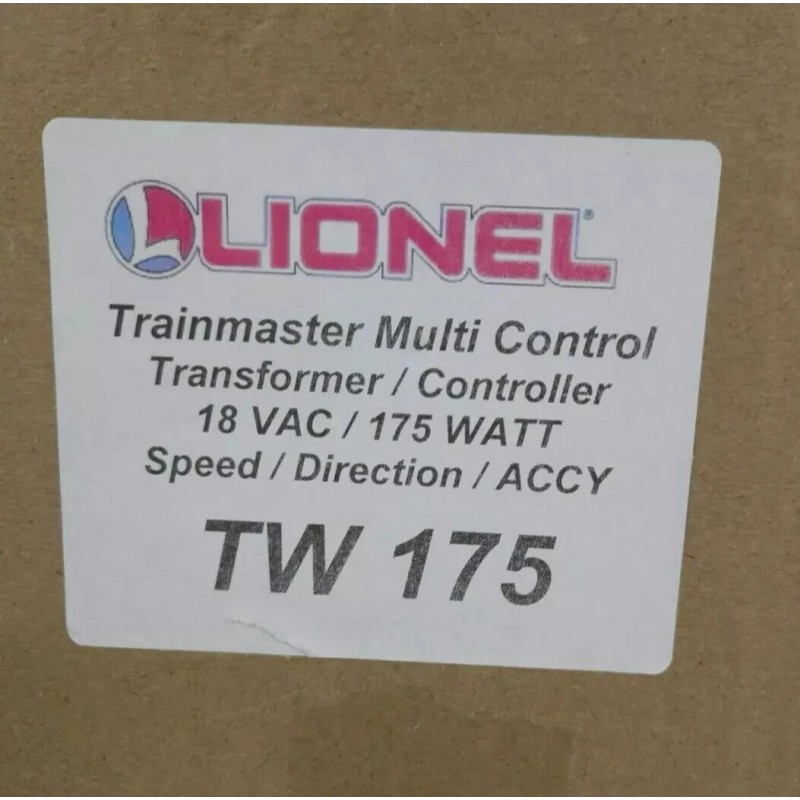 LIONEL®
Trainmaster Multi Control
Transformer / Controller
18 VAC / 175 WATT
Speed / Direction / ACCY
TW 175